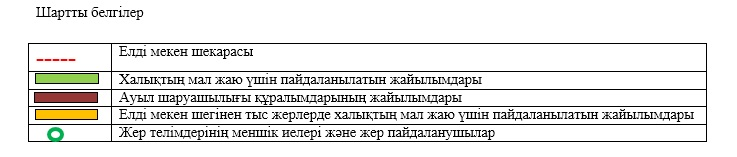 Шартты белгілер
Елді мекен шекарасы
Халықтың мал жаю үшін пайдаланылатын жайылымдары
Ауыл шаруашылығы құралымдарының жайылымдары
Елді мекен шегінен тыс жерлерде халықтың мал жаю үшін пайдаланылатын жайылымдары
Жер телімдерінің меншік иелері және жер пайдаланушылар